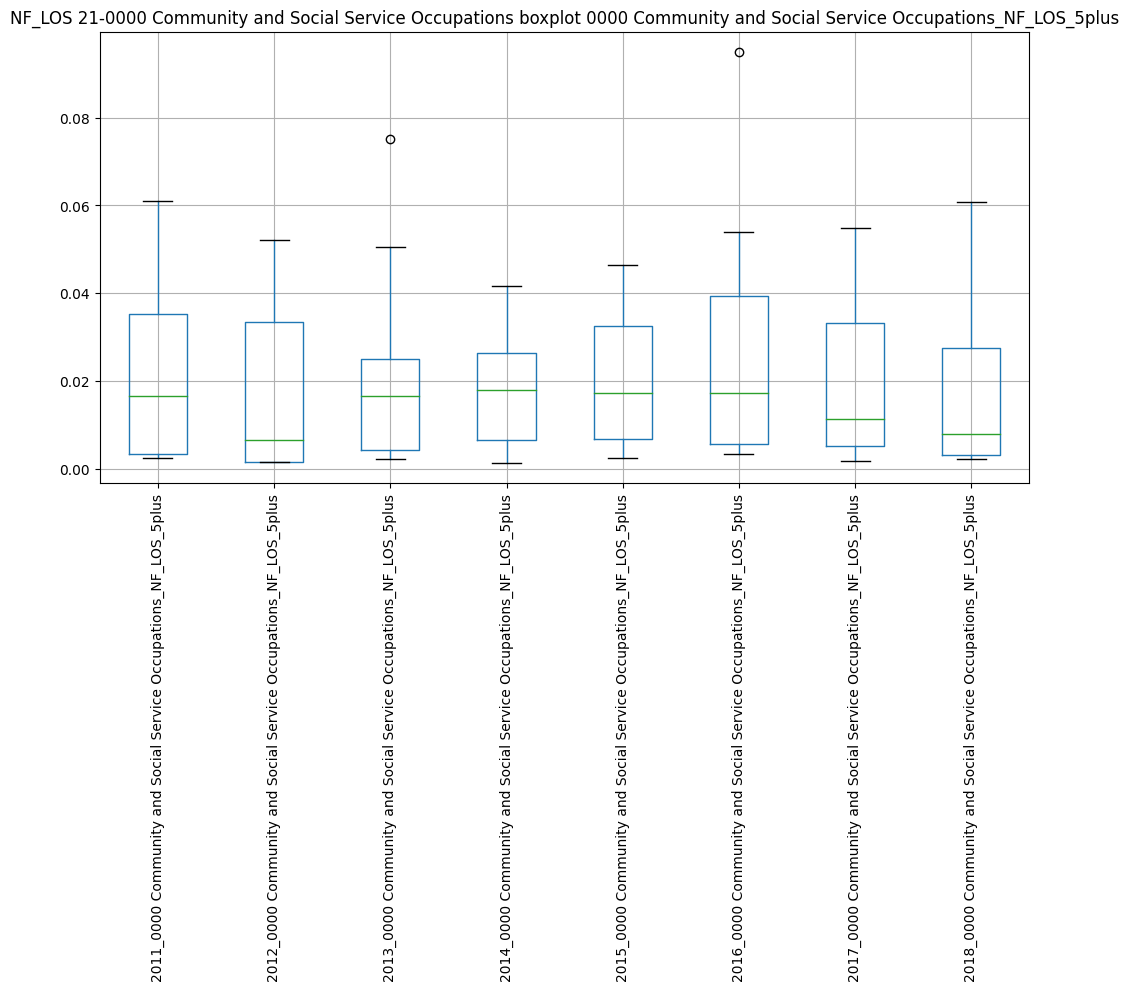 NF_LOS 21-0000 Community and Social Service Occupations boxplot 0000 Community and Social Service Occupations_NF_LOS_5plus
0.08
0.06
0.04
0.02
0.00
2011_0000 Community and Social Service Occupations_NF_LOS_5plus
2012_0000 Community and Social Service Occupations_NF_LOS_5plus
2013_0000 Community and Social Service Occupations_NF_LOS_5plus
2014_0000 Community and Social Service Occupations_NF_LOS_5plus
2015_0000 Community and Social Service Occupations_NF_LOS_5plus
2016_0000 Community and Social Service Occupations_NF_LOS_5plus
2017_0000 Community and Social Service Occupations_NF_LOS_5plus
2018_0000 Community and Social Service Occupations_NF_LOS_5plus